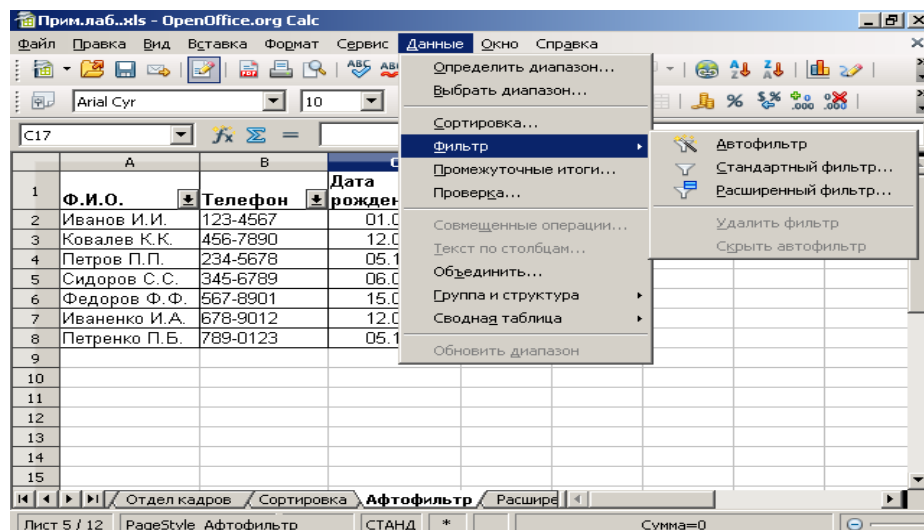 Прим.лаб..xls - OpenOffice.org Calc
Файл Правка Вид Вставка Формат Сервис Данные Окно Справка
Arial Cyr 10
C17
Определить диапазон...
Выбрать диапазон...
Сортировка...
Фильтр
Промежуточные итоги...
Проверка...
Совмещенные операции...
Текст по столбцам...
Объединить...
Группа и структура
Сводная таблица
Обновить диапазон
Автофильтр
Стандартный фильтр...
Расширенный фильтр...
Удалить фильтр
Скрыть автофильтр
A B C
1 Ф.И.О. Телефон Дата рожден
2 Иванов И.И. 123-4567 01.0
3 Ковалев К.К. 456-7890 12.0
4 Петров П.П. 234-5678 05.1
5 Сидоров С.С. 345-6789 06.0
6 Федоров Ф.Ф. 567-8901 15.0
7 Иваненко И.А. 678-9012 12.0
8 Петренко П.Б. 789-0123 05.1
9
10
11
12
13
14
15
Отдел кадров Сортировка Афтофильтр Расшире
Лист 5 / 12 PageStyle_Афтофильтр СТАНД * Сумма=0